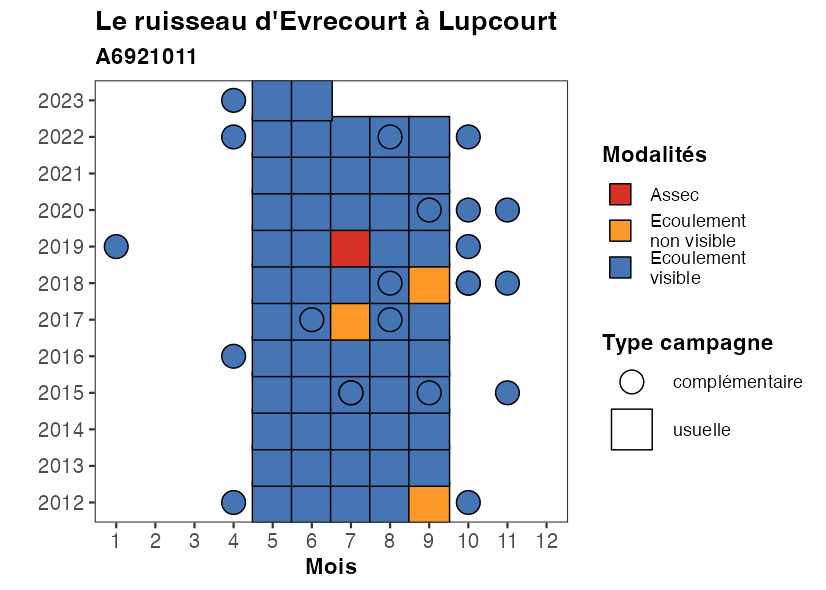 Le ruisseau d'Evrecourt à Lupcourt
A6921011
2023
2022
2021
2020
2019
2018
2017
2016
2015
2014
2013
2012
1 2 3 4 5 6 7 8 9 10 11 12
Mois
Modalités
Assec
Ecoulement
non visible
Ecoulement
visible
Type campagne
complémentaire
usuelle